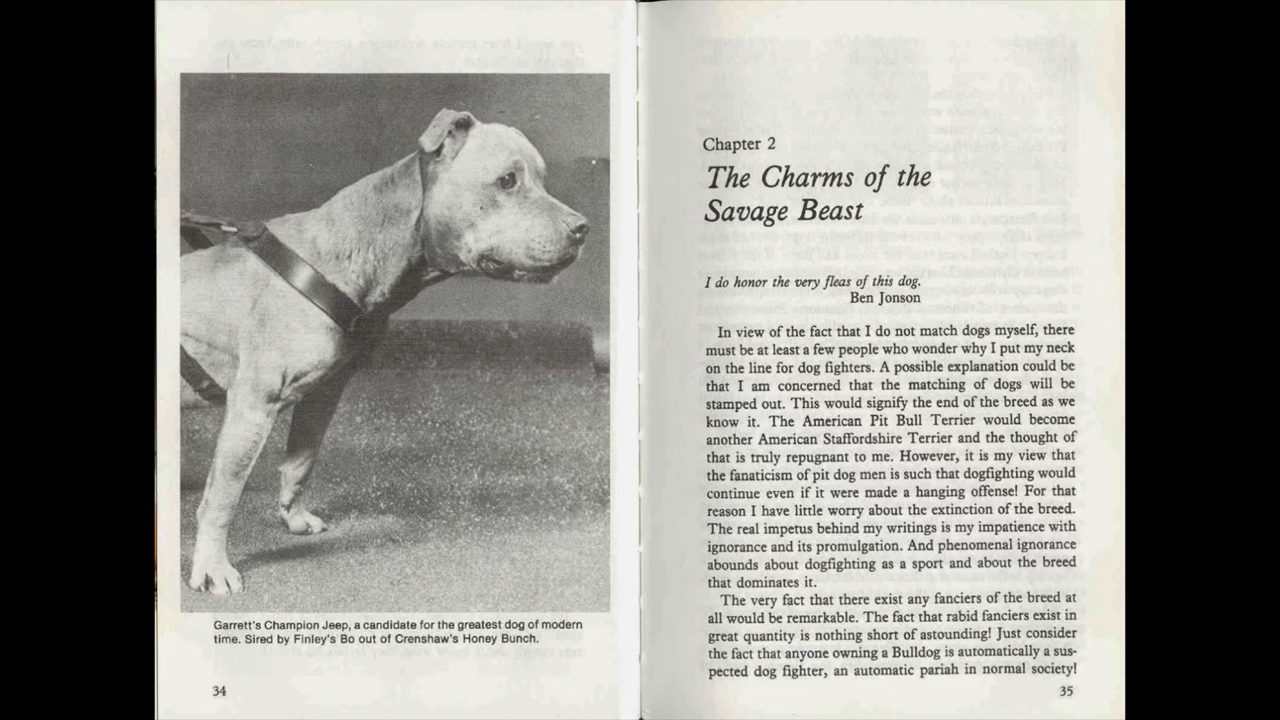 Garrett's Champion Jeep, a candidate for the greatest dog of modern
time. Sired by Finley's Bo out of Crenshaw's Honey Bunch.
34
Chapter 2
The Charms of the
Savage Beast
I do honor the very fleas of this dog.
Ben Jonson
In view of the fact that I do not match dogs myself, there
must be at least a few people who wonder why I put my neck
on the line for dog fighters. A possible explanation could be
that I am concerned that the matching of dogs will be
stamped out. This would signify the end of the breed as we
know it. The American Pit Bull Terrier would become
another American Staffordshire Terrier and the thought of
that is truly repugnant to me. However, it is my view that
the fanaticism of pit dog men is such that dogfighting would
continue even if it were made a hanging offense! For that
reason I have little worry about the extinction of the breed.
The real impetus behind my writings is my impatience with
ignorance and its promulgation. And phenomenal ignorance
abounds about dogfighting as a sport and about the breed
that dominates it.
The very fact that there exist any fanciers of the breed at
all would be remarkable. The fact that rabid fanciers exist in
great quantity is nothing short of astounding! Just consider
the fact that anyone owning a Bulldog is automatically a sus-
pected dog fighter, an automatic pariah in normal society!
35